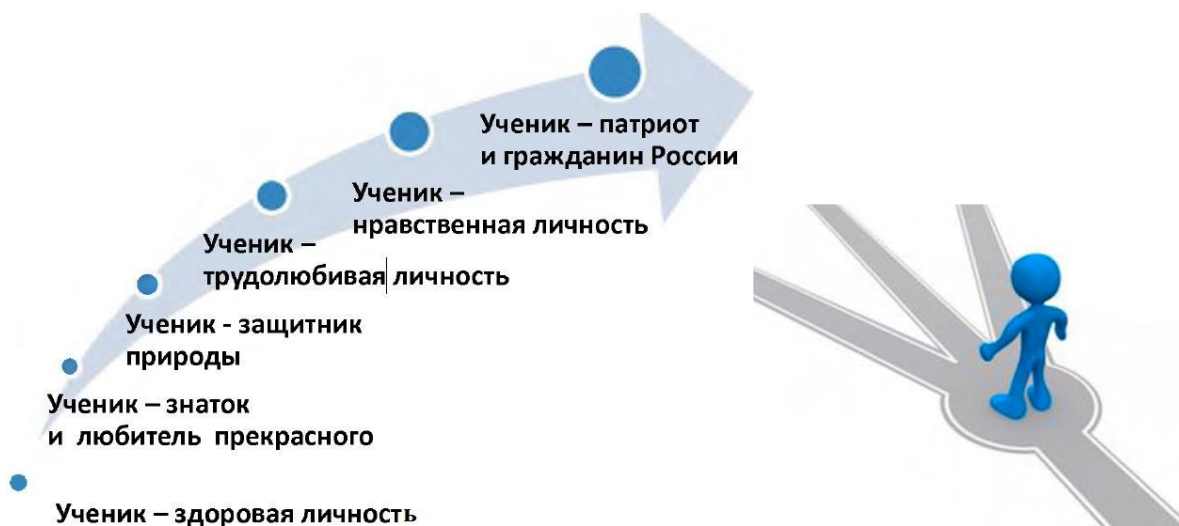 Ученик – патриот
и гражданин России
Ученик –
нравственная личность
Ученик –
трудолюбивая личность
Ученик - защитник
природы
Ученик – знаток
и любитель прекрасного
Ученик – здоровая личность